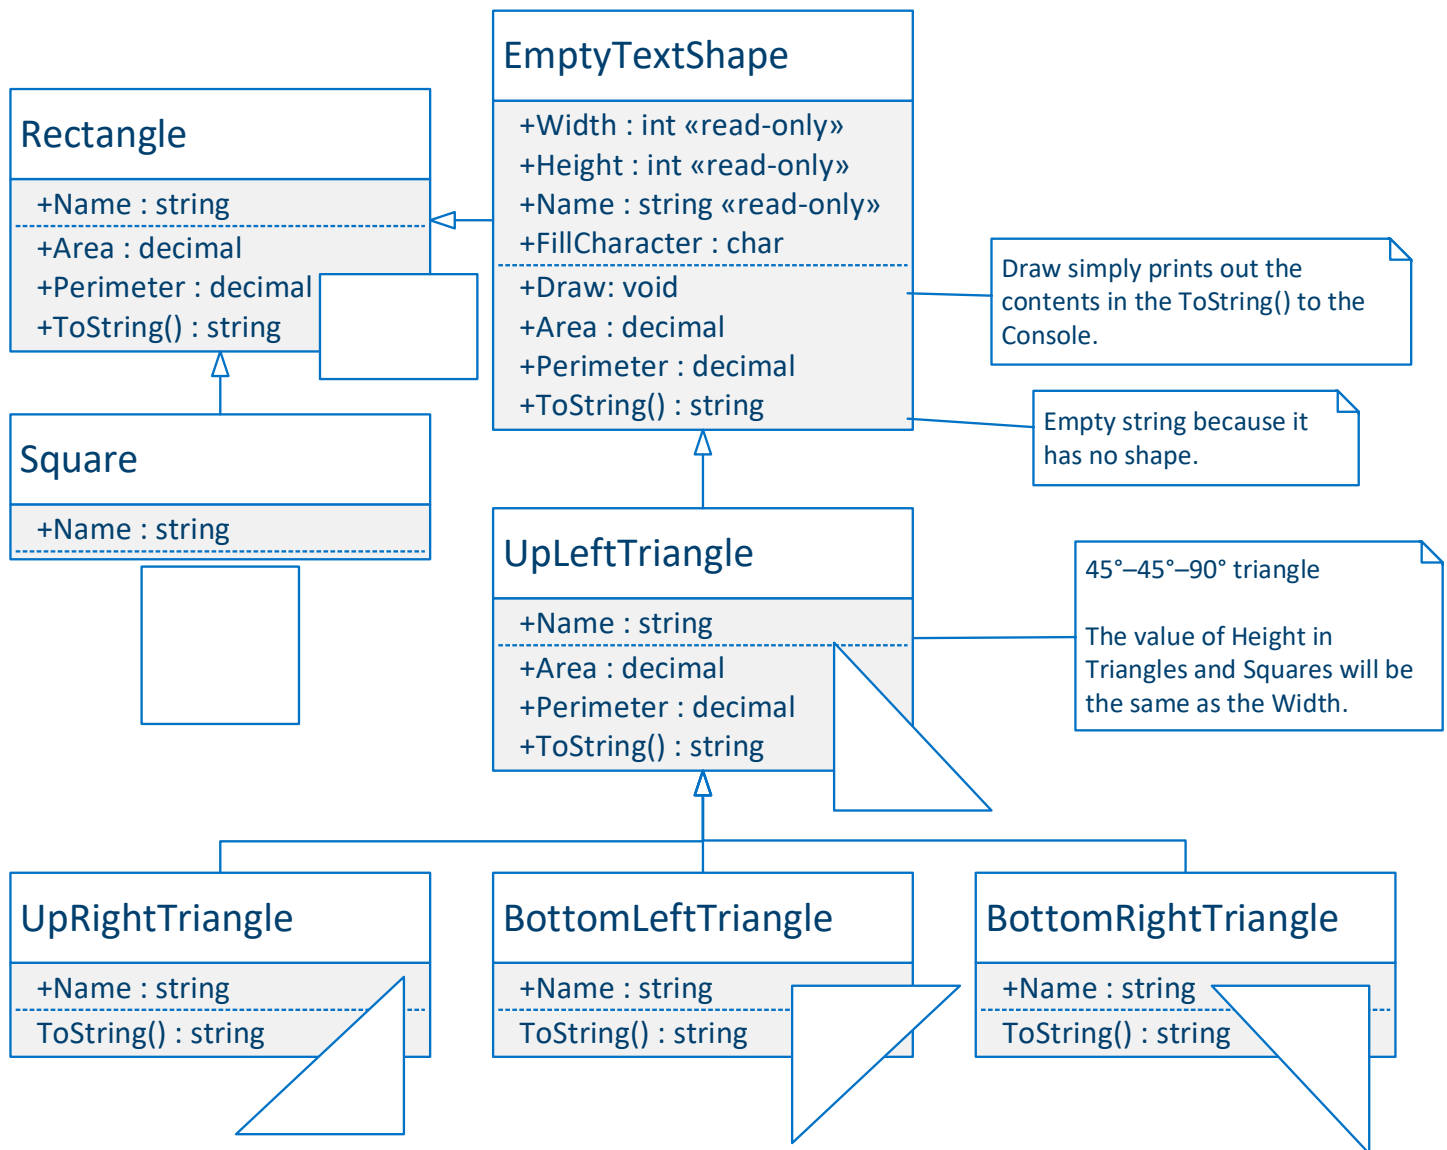 EmptyTextShape
+Width : int «read-only»
+Height : int «read-only»
+Name : string «read-only»
+FillCharacter : char
+Draw: void
+Area : decimal
+Perimeter : decimal
+ToString() : string
Rectangle
+Name : string
+Area : decimal
+Perimeter : decimal
+ToString() : string
Draw simply prints out the
contents in the ToString() to the
Console.
Empty string because it
has no shape.
Square
+Name : string
UpLeftTriangle
+Name : string
+Area : decimal
+Perimeter : decimal
+ToString() : string
45°–45°–90° triangle
The value of Height in
Triangles and Squares will be
the same as the Width.
UpRightTriangle
+Name : string
ToString() : string
BottomLeftTriangle
+Name : string
ToString() : string
BottomRightTriangle
+Name : string
ToString() : string